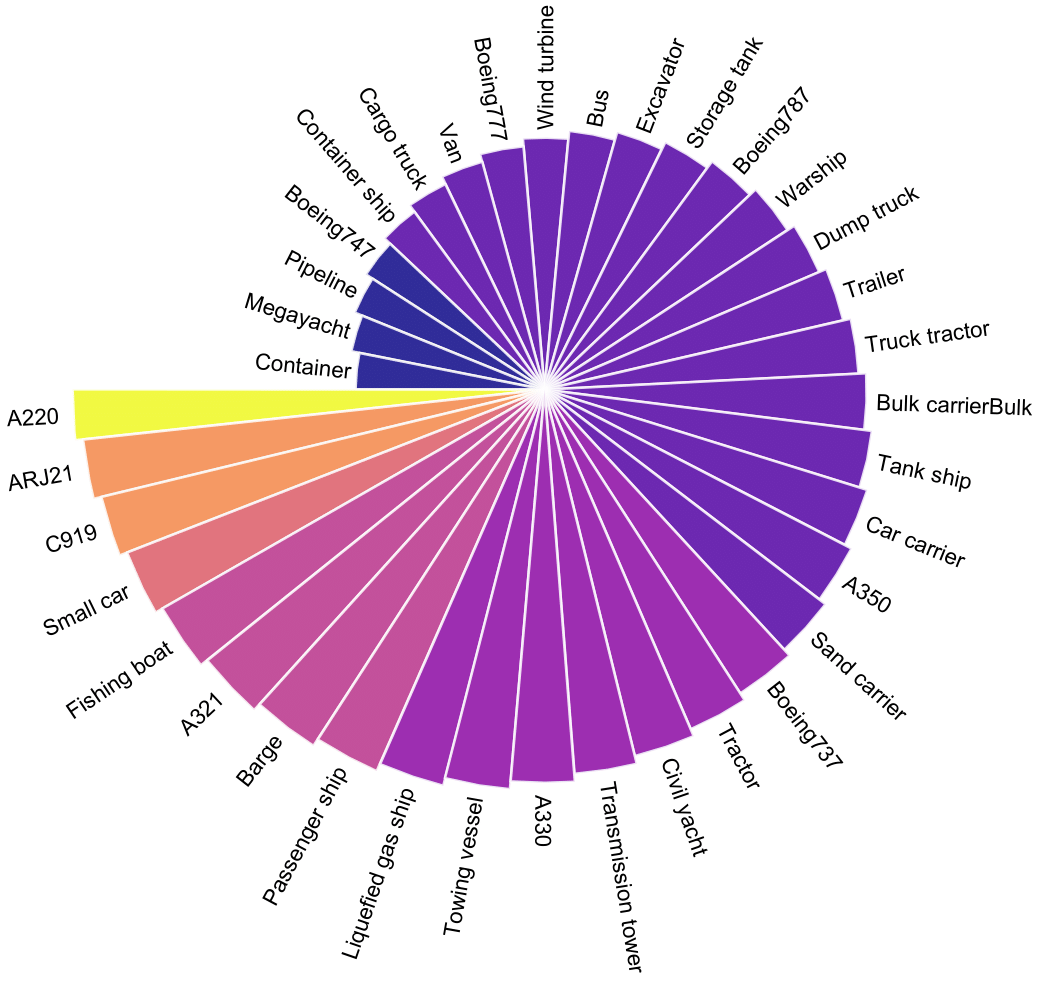 Wind turbine
Bus
Excavator
Storage tank
Boeing787
Warship
Dump truck
Trailer
Truck tractor
Bulk carrierBulk
Tank ship
Car carrier
A350
Sand carrier
Boeing737
Tractor
Civil yacht
Transmission tower
A330
Towing vessel
Liquefied gas ship
Passenger ship
Barge
A321
Fishing boat
Small car
C919
ARJ21
A220
Container
Megayacht
Pipeline
Boeing747
Container ship
Cargo truck
Van
Boeing777